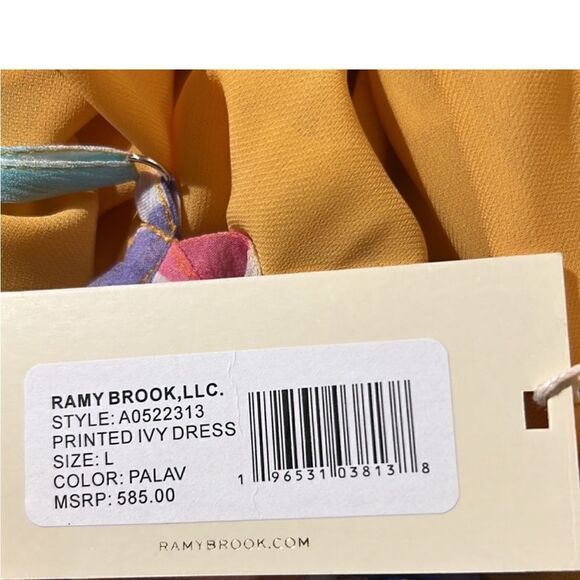 RAMY BROOK,LLC.
STYLE: A0522313
PRINTED IVY DRESS
SIZE: L
COLOR: PALAV
MSRP: 585.00
1 96531 03813 8
RAMYBROOK.COM